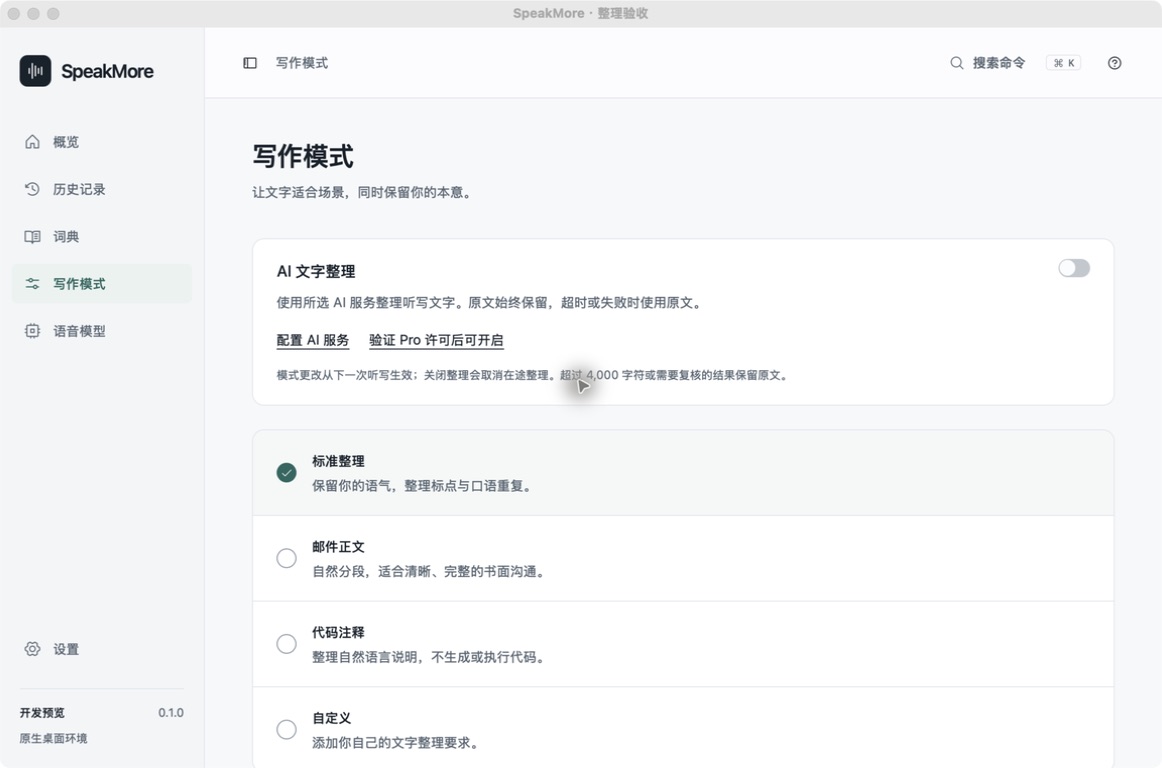 SpeakMore · 整理验收
SpeakMore
写作模式
搜索命令
⌘ K
概览
历史记录
词典
写作模式
语音模型
设置
开发预览
0.1.0
原生桌面环境
写作模式
让文字适合场景，同时保留你的本意。
AI 文字整理
使用所选 AI 服务整理听写文字。原文始终保留，超时或失败时使用原文。
配置 AI 服务 验证 Pro 许可后可开启
模式更改从下一次听写生效；关闭整理会取消在途整理。超过 4,000 字符或需要复核的结果保留原文。
标准整理
保留你的语气，整理标点与口语重复。
邮件正文
自然分段，适合清晰、完整的书面沟通。
代码注释
整理自然语言说明，不生成或执行代码。
自定义
添加你自己的文字整理要求。